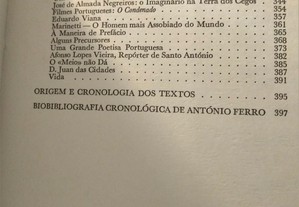 José de Almada Negreiros: o Imaginário na Terra dos Cegos 344
Filmes Portugueses: O Condenado . . . . . . . . 354
Eduardo Viana . . . . . . . . 357
Marinetti — O Homem mais Assobiado do Mundo . . . . 361
À Maneira de Prefácio . . . . . . . . 365
Alguns Precursores . . . . . . . . 368
Uma Grande Poetisa Portuguesa . . . . . . . . 373
Afonso Lopes Vieira, Repórter de Santo António . . . . 382
O «Meio» não Dá . . . . . . . . 385
D. Juan das Cidades . . . . . . . . 387
Vida . . . . . . . . 391
ORIGEM E CRONOLOGIA DOS TEXTOS . . . . . . 395
BIOBIBLIOGRAFIA CRONOLÓGICA DE ANTÓNIO FERRO 397